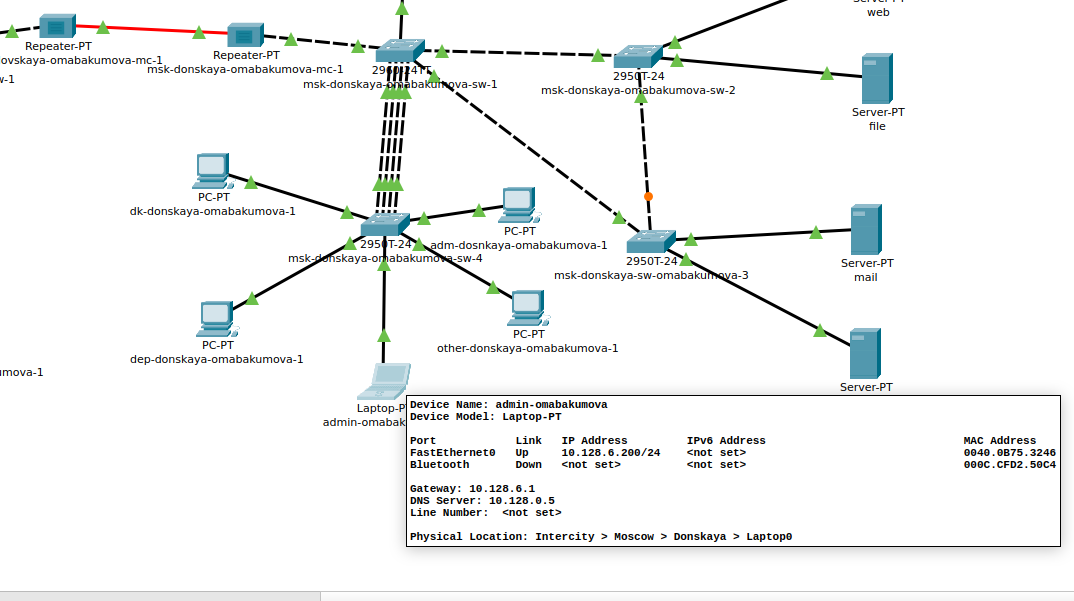 Server-PT
web
Repeater-PT
ovskaya-omabakumova-mc-1
Repeater-PT
msk-donskaya-omabakumova-mc-1
w-1
2960-24TT
msk-donskaya-omabakumova-sw-1
2950T-24
msk-donskaya-omabakumova-sw-2
Server-PT
file
PC-PT
dk-donskaya-omabakumova-1
PC-PT
adm-dosnkaya-omabakumova-1
2950T-24
msk-donskaya-omabakumova-sw-4
2950T-24
msk-donskaya-sw-omabakumova-3
Server-PT
mail
PC-PT
dep-donskaya-omabakumova-1
PC-PT
other-donskaya-omabakumova-1
umova-1
Server-PT
Laptop-P
admin-omabak
Device Name: admin-omabakumova
Device Model: Laptop-PT
Port Link IP Address IPv6 Address MAC Address
FastEthernet0 Up 10.128.6.200/24 <not set> 0040.0B75.3246
Bluetooth Down <not set> <not set> 000C.CFD2.50C4
Gateway: 10.128.6.1
DNS Server: 10.128.0.5
Line Number: <not set>
Physical Location: Intercity > Moscow > Donskaya > Laptop0